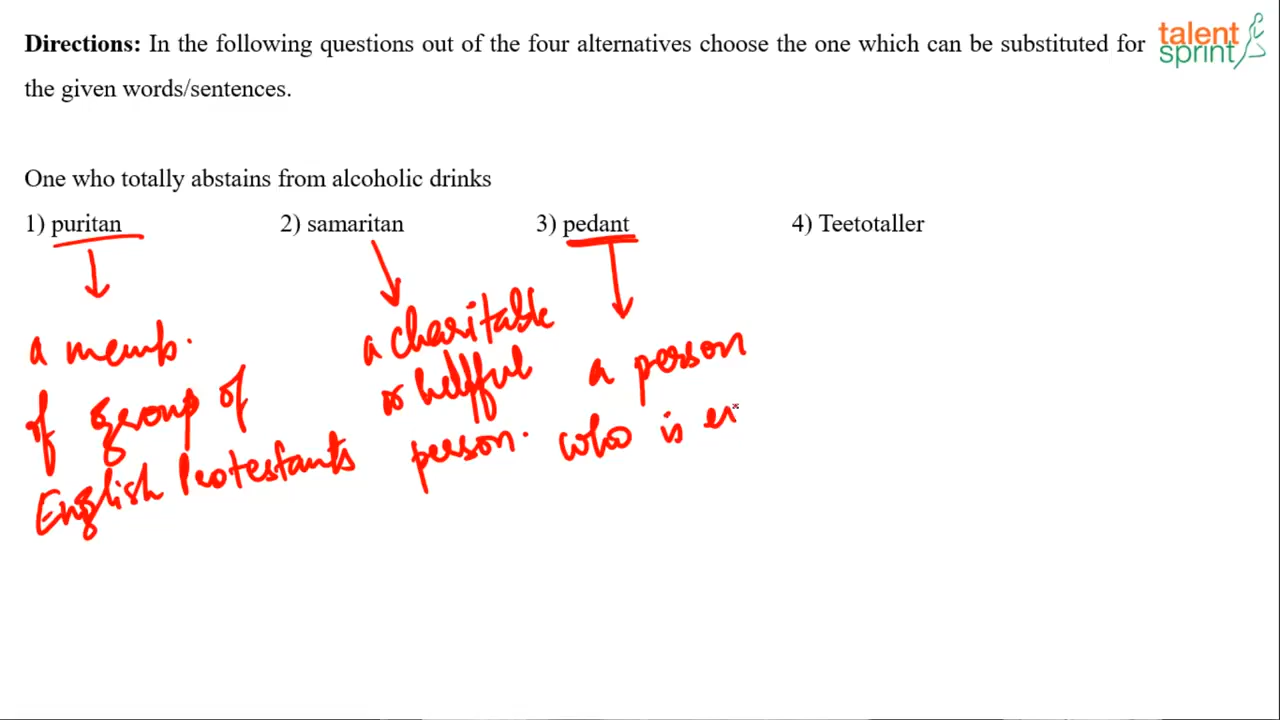 Directions: In the following questions out of the four alternatives choose the one which can be substituted for
the given words/sentences.
talent
sprint
One who totally abstains from alcoholic drinks
1) puritan 2) samaritan 3) pedant 4) Teetotaller
a memb.
of group of
English Protestants
a charitable
or helpful
person.
a person
who is